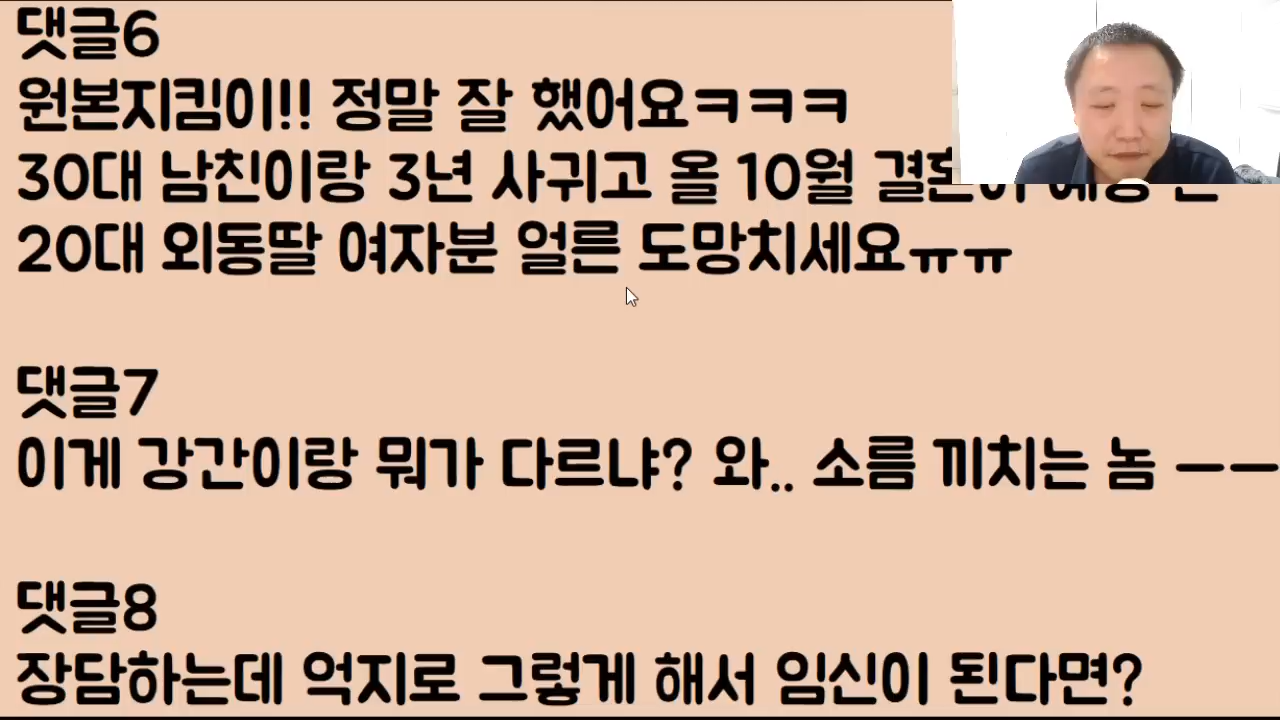 댓글6
원본지킴이!! 정말 잘 했어요ㅋㅋㅋ
30대 남친이랑 3년 사귀고 올 10월
20대 외동딸 여자분 얼른 도망치세요ㅠㅠ
댓글7
이게 강간이랑 뭐가 다르냐? 와.. 소름 끼치는 놈 ㅡㅡ
댓글8
장담하는데 억지로 그렇게 해서 임신이 된다면?